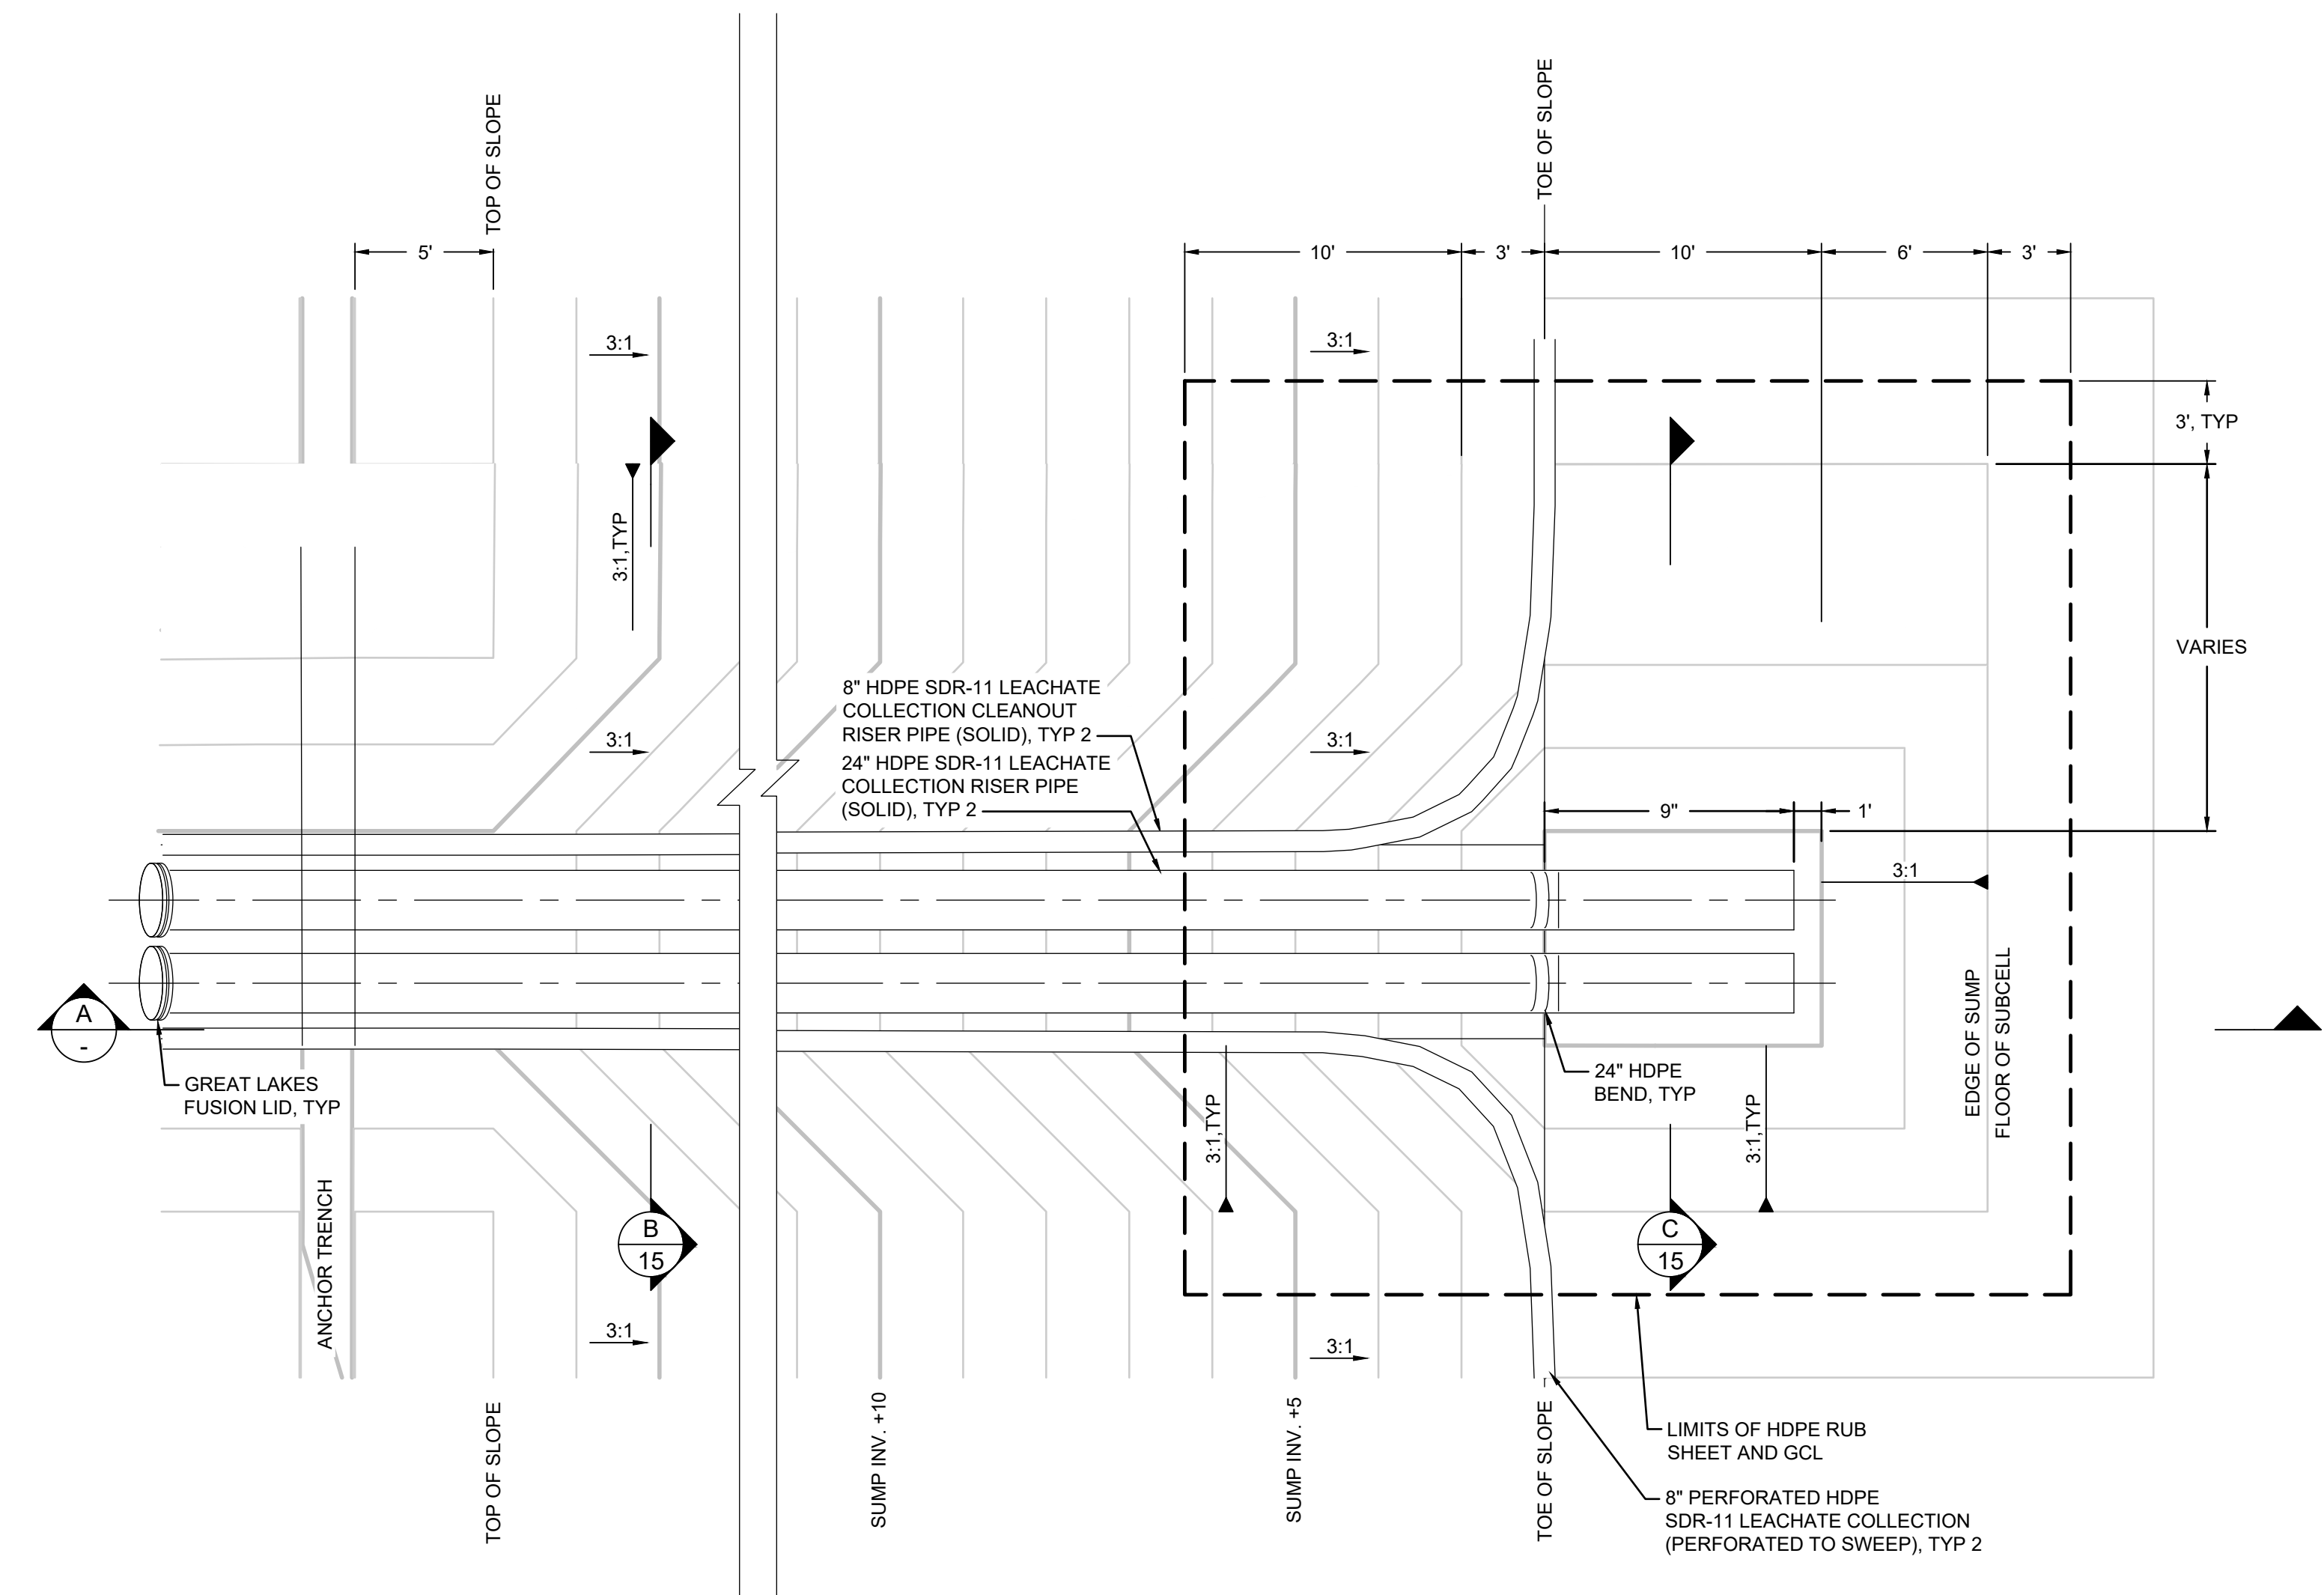 TOP OF SLOPE
TOE OF SLOPE
5'
10'
3'
10'
6'
3'
3:1
3:1
3', TYP
3:1,TYP
VARIES
8" HDPE SDR-11 LEACHATE
COLLECTION CLEANOUT
RISER PIPE (SOLID), TYP 2
24" HDPE SDR-11 LEACHATE
COLLECTION RISER PIPE
(SOLID), TYP 2
3:1
3:1
9"
1'
3:1
A
-
EDGE OF SUMP
FLOOR OF SUBCELL
GREAT LAKES
FUSION LID, TYP
24" HDPE
BEND, TYP
3:1,TYP
3:1,TYP
ANCHOR TRENCH
B
15
C
15
3:1
3:1
TOP OF SLOPE
SUMP INV. +10
SUMP INV. +5
TOE OF SLOPE
LIMITS OF HDPE RUB
SHEET AND GCL
8" PERFORATED HDPE
SDR-11 LEACHATE COLLECTION
(PERFORATED TO SWEEP), TYP 2